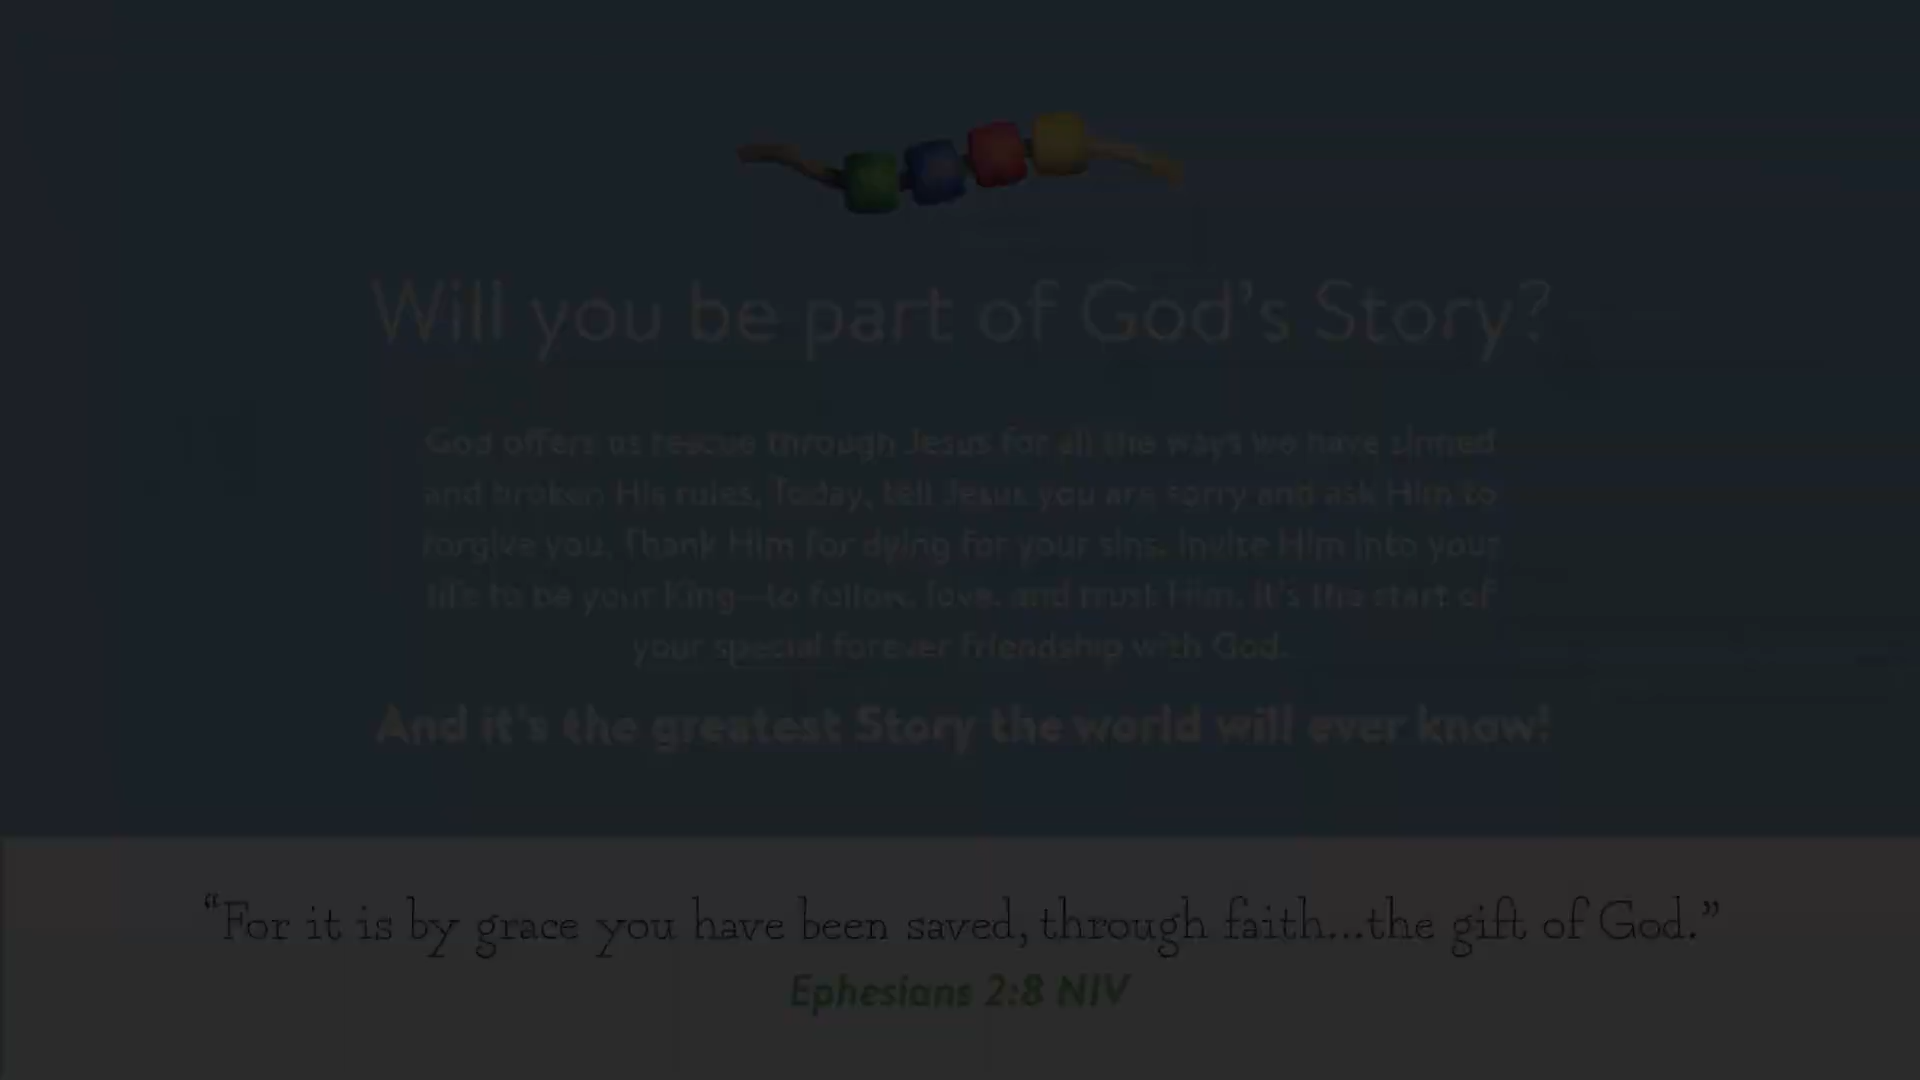 Will you be part of God's Story?
God offers us rescue through Jesus for all the ways we have sinned
and broken His rules. Today, tell Jesus you are sorry and ask Him to
forgive you. Thank Him for dying for your sins. Invite Him into your
life to be your King—to follow, love, and trust Him. It's the start of
your special forever friendship with God.
And it's the greatest Story the world will ever know!
“For it is by grace you have been saved, through faith...the gift of God.”
Ephesians 2:8 NIV